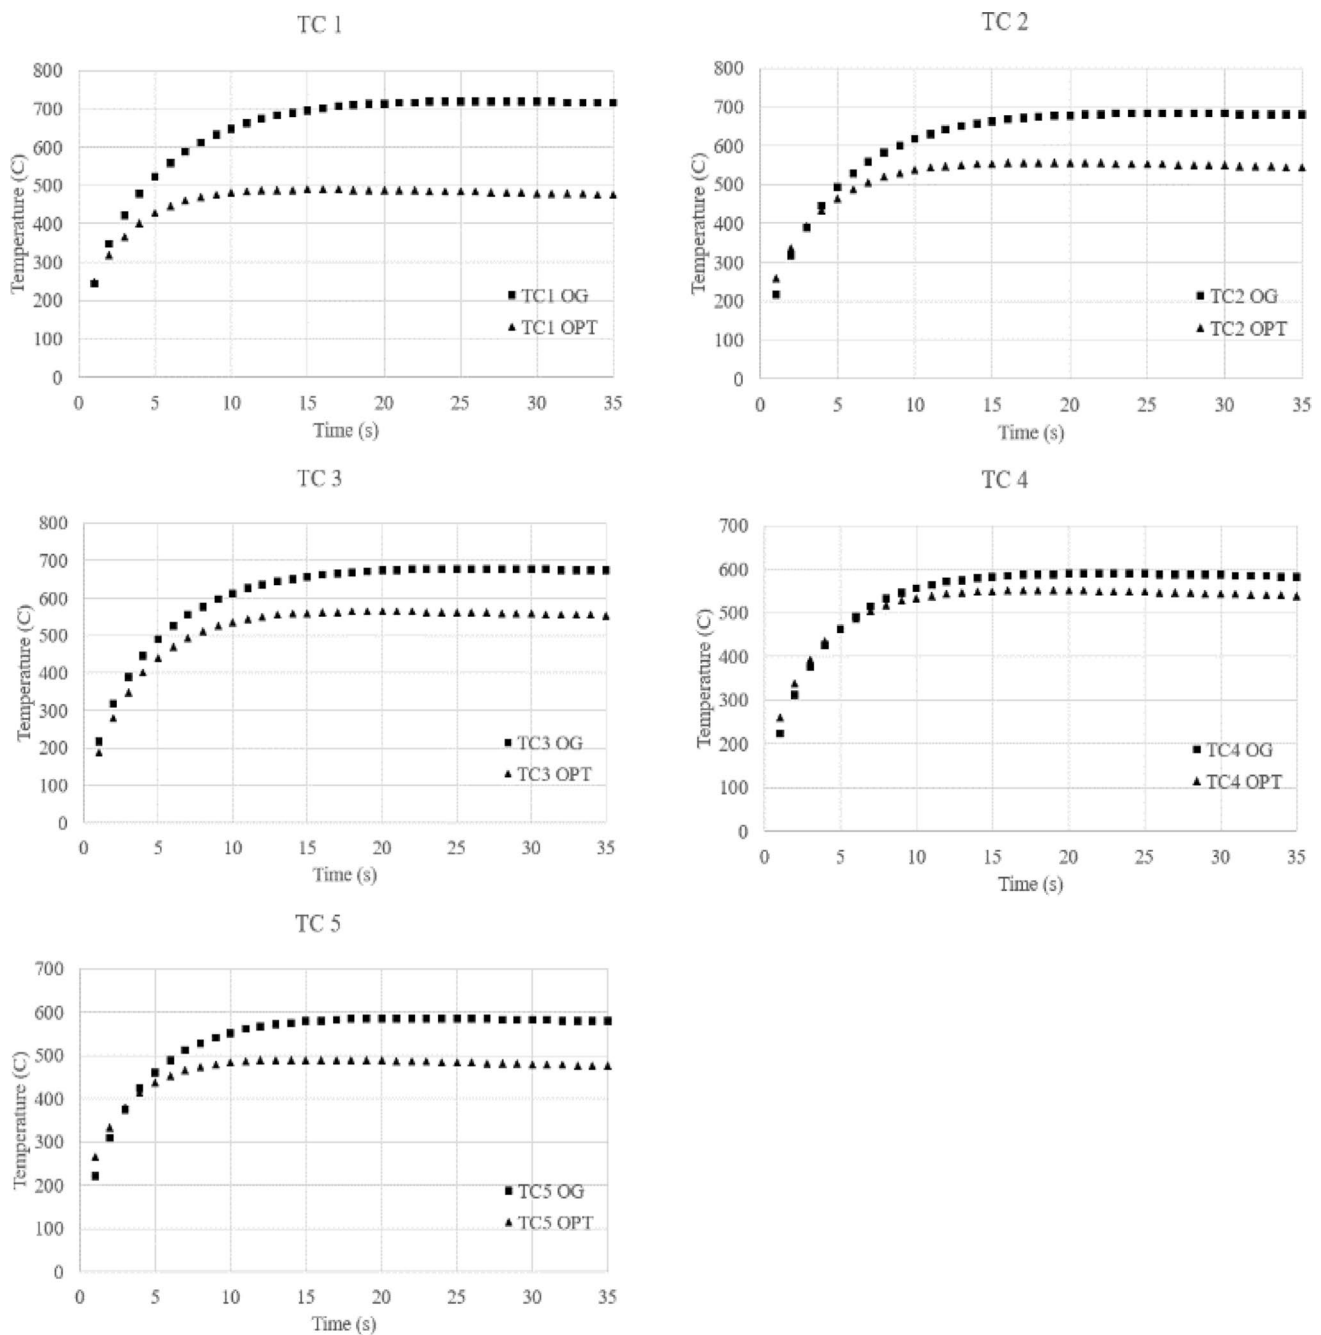 TC 1
800
700
600
500
400
300
200
100
0
Temperature (C)
TC1 OG
TC1 OPT
0 5 10 15 20 25 30 35
Time (s)
TC 2
800
700
600
500
400
300
200
100
0
Temperature (C)
TC2 OG
TC2 OPT
0 5 10 15 20 25 30 35
Time (s)
TC 3
800
700
600
500
400
300
200
100
0
Temperature (C)
TC3 OG
TC3 OPT
0 5 10 15 20 25 30 35
Time (s)
TC 4
700
600
500
400
300
200
100
0
Temperature (C)
TC4 OG
TC4 OPT
0 5 10 15 20 25 30 35
Time (s)
TC 5
700
600
500
400
300
200
100
0
Temperature (C)
TC5 OG
TC5 OPT
0 5 10 15 20 25 30 35
Time (s)